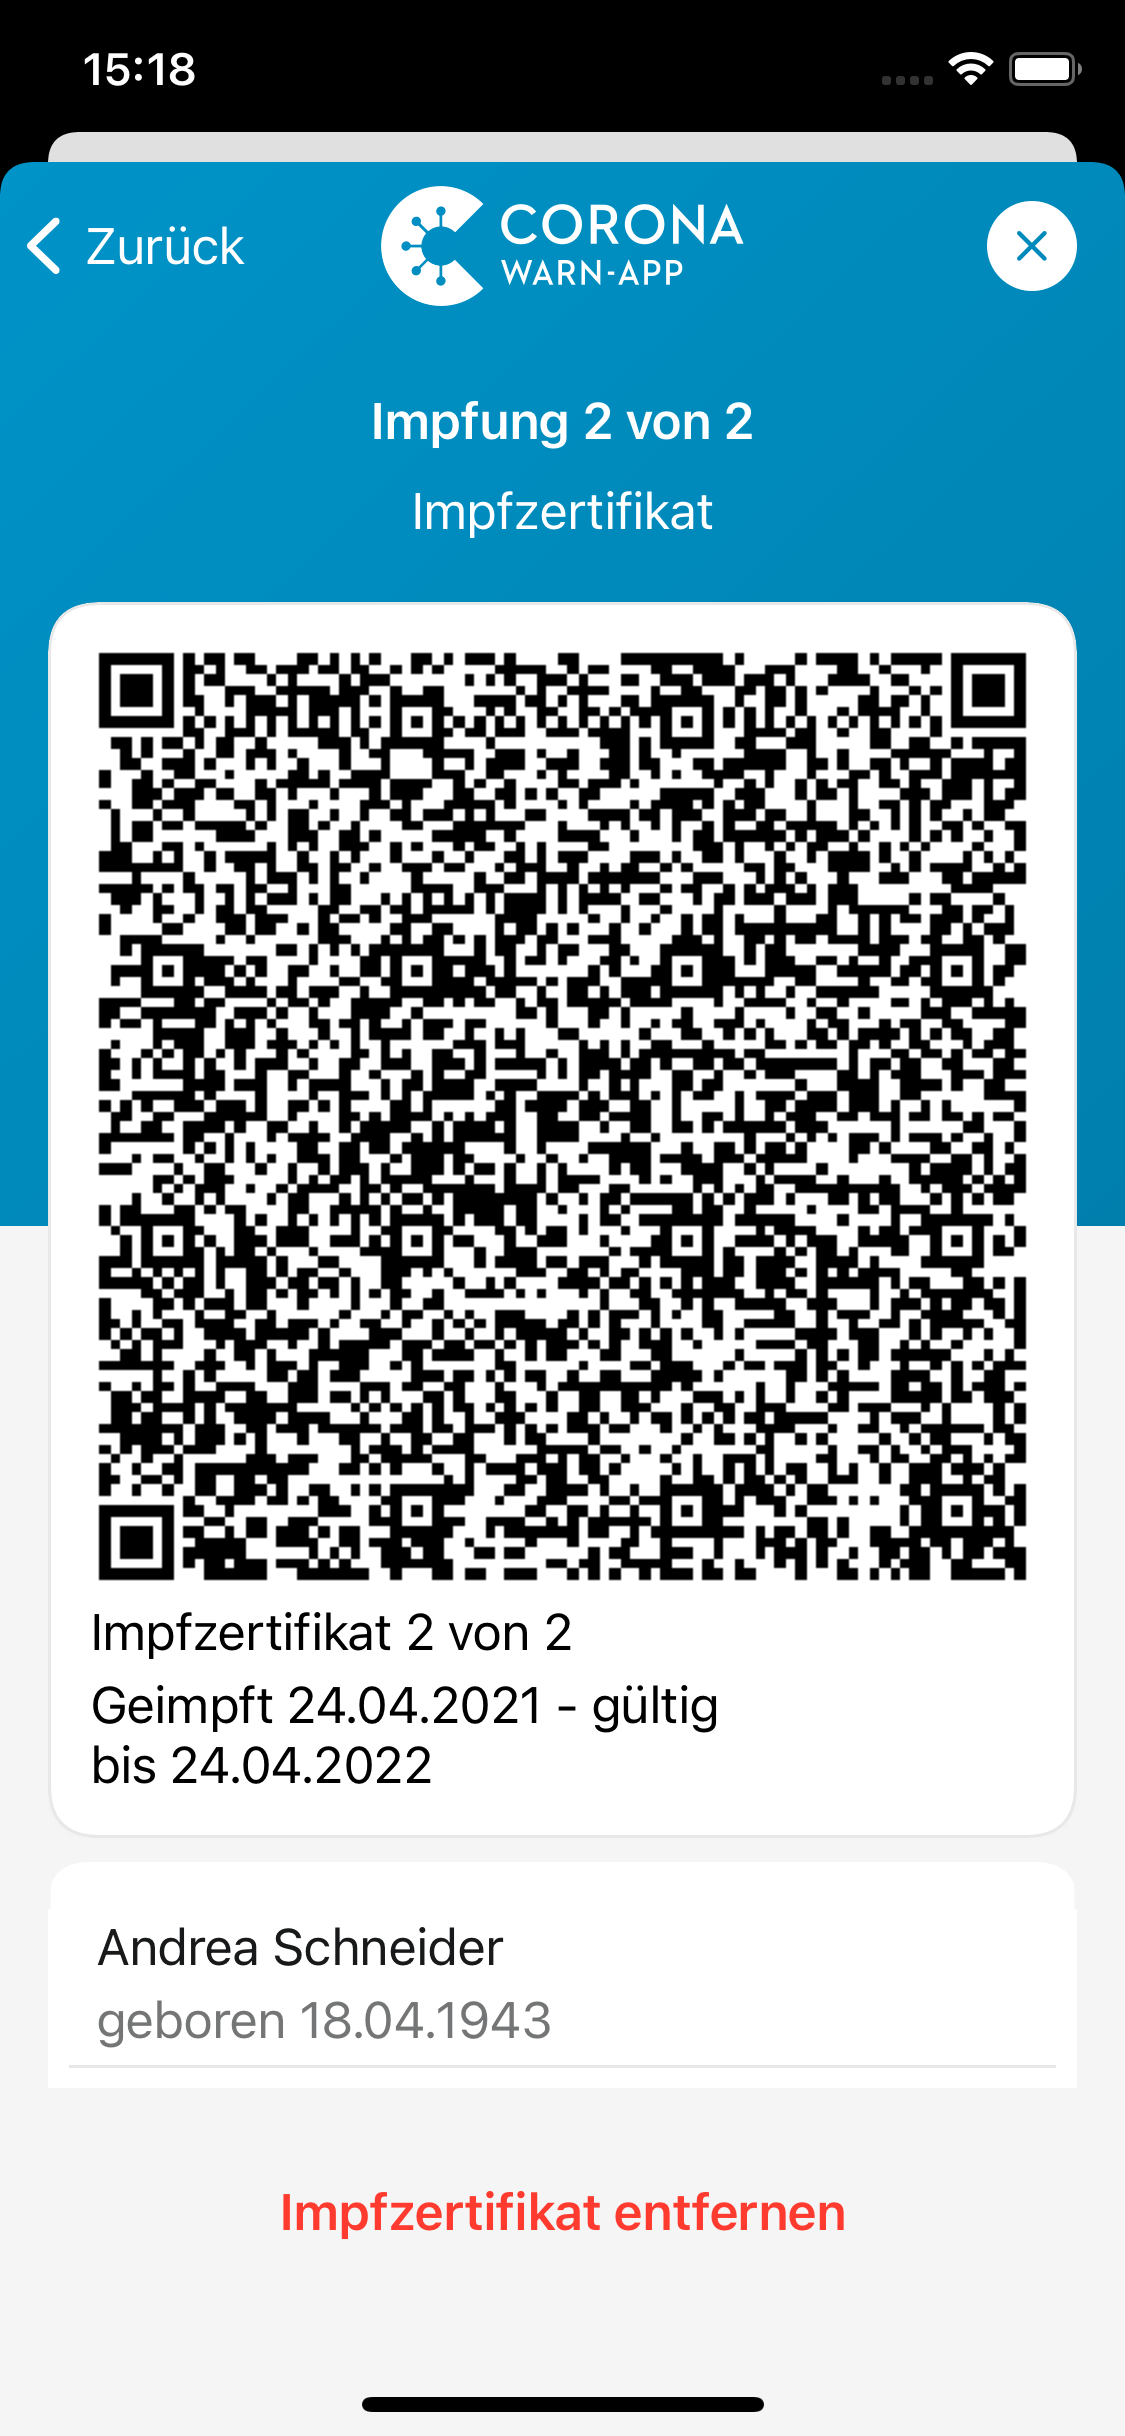 15:18
Zurück
CORONA
WARN-APP
Impfung 2 von 2
Impfzertifikat
Impfzertifikat 2 von 2
Geimpft 24.04.2021 - gültig
bis 24.04.2022
Andrea Schneider
geboren 18.04.1943
Impfzertifikat entfernen